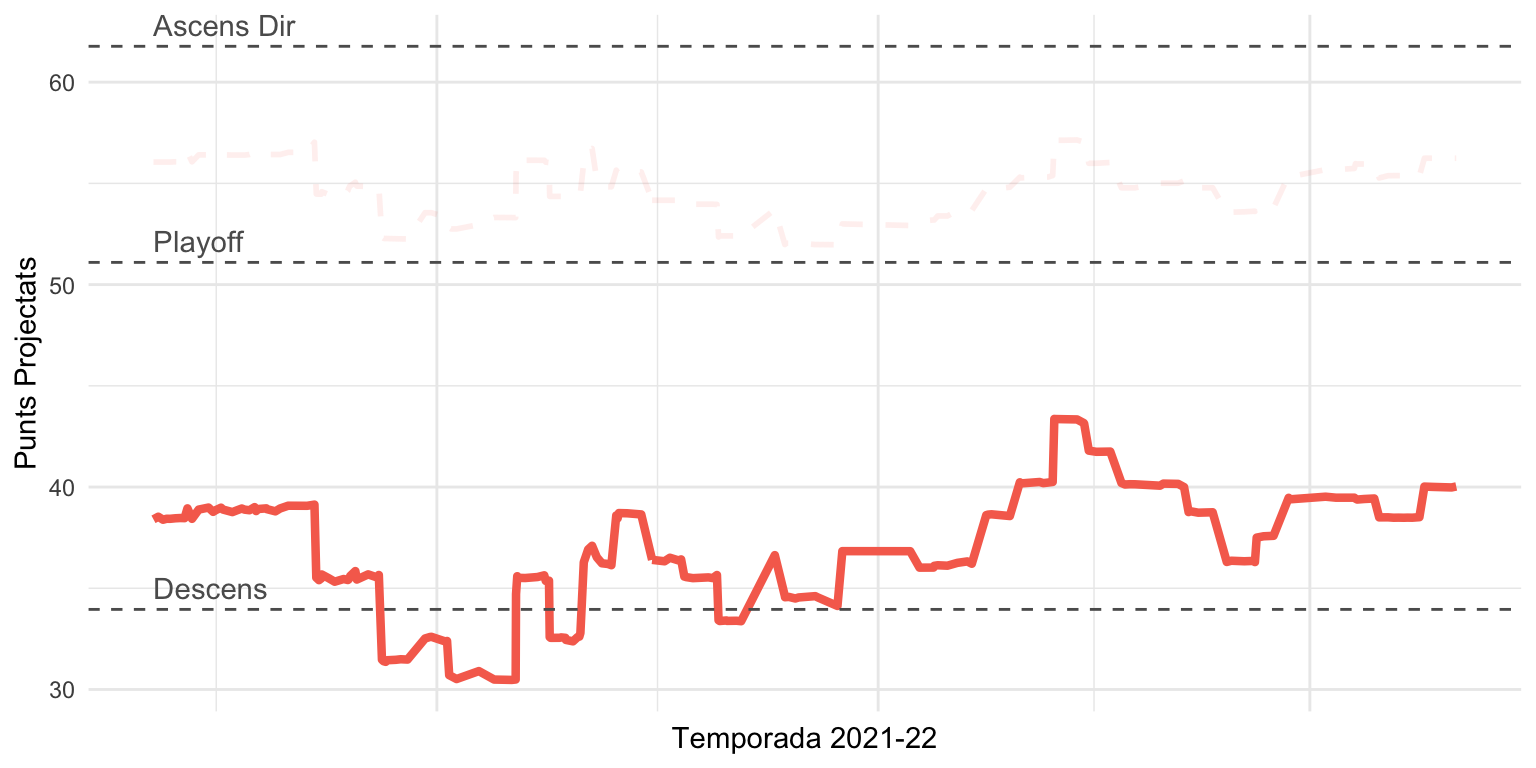 Ascens Dir
60
Playoff
50
Punts Projectats
40
Descens
30
Temporada 2021-22